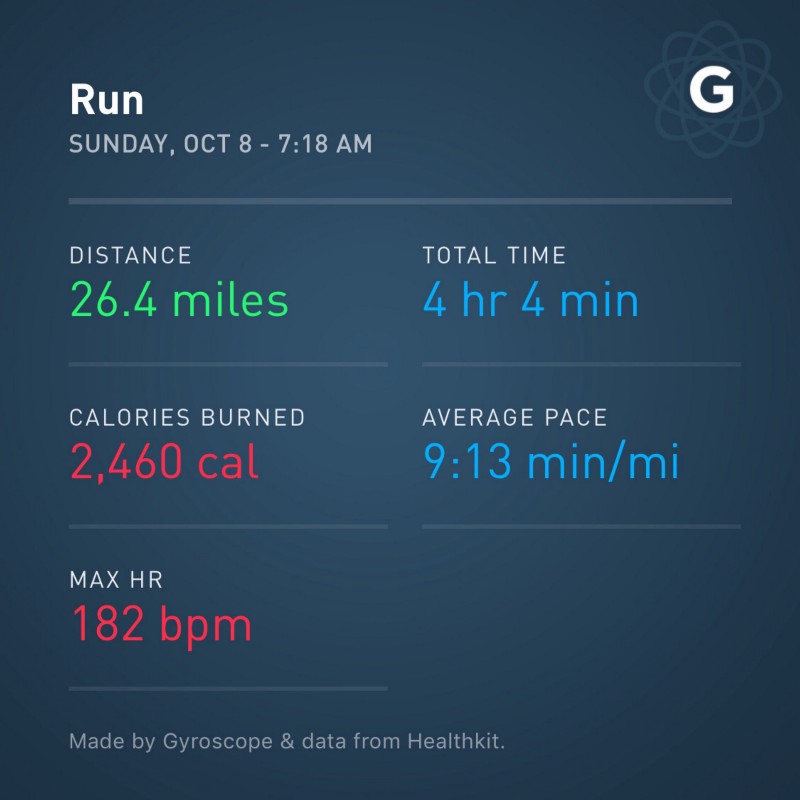 G
Run
SUNDAY, OCT 8 - 7:18 AM
DISTANCE
26.4 miles
TOTAL TIME
4 hr 4 min
CALORIES BURNED
2,460 cal
AVERAGE PACE
9:13 min/mi
MAX HR
182 bpm
Made by Gyroscope & data from Healthkit.